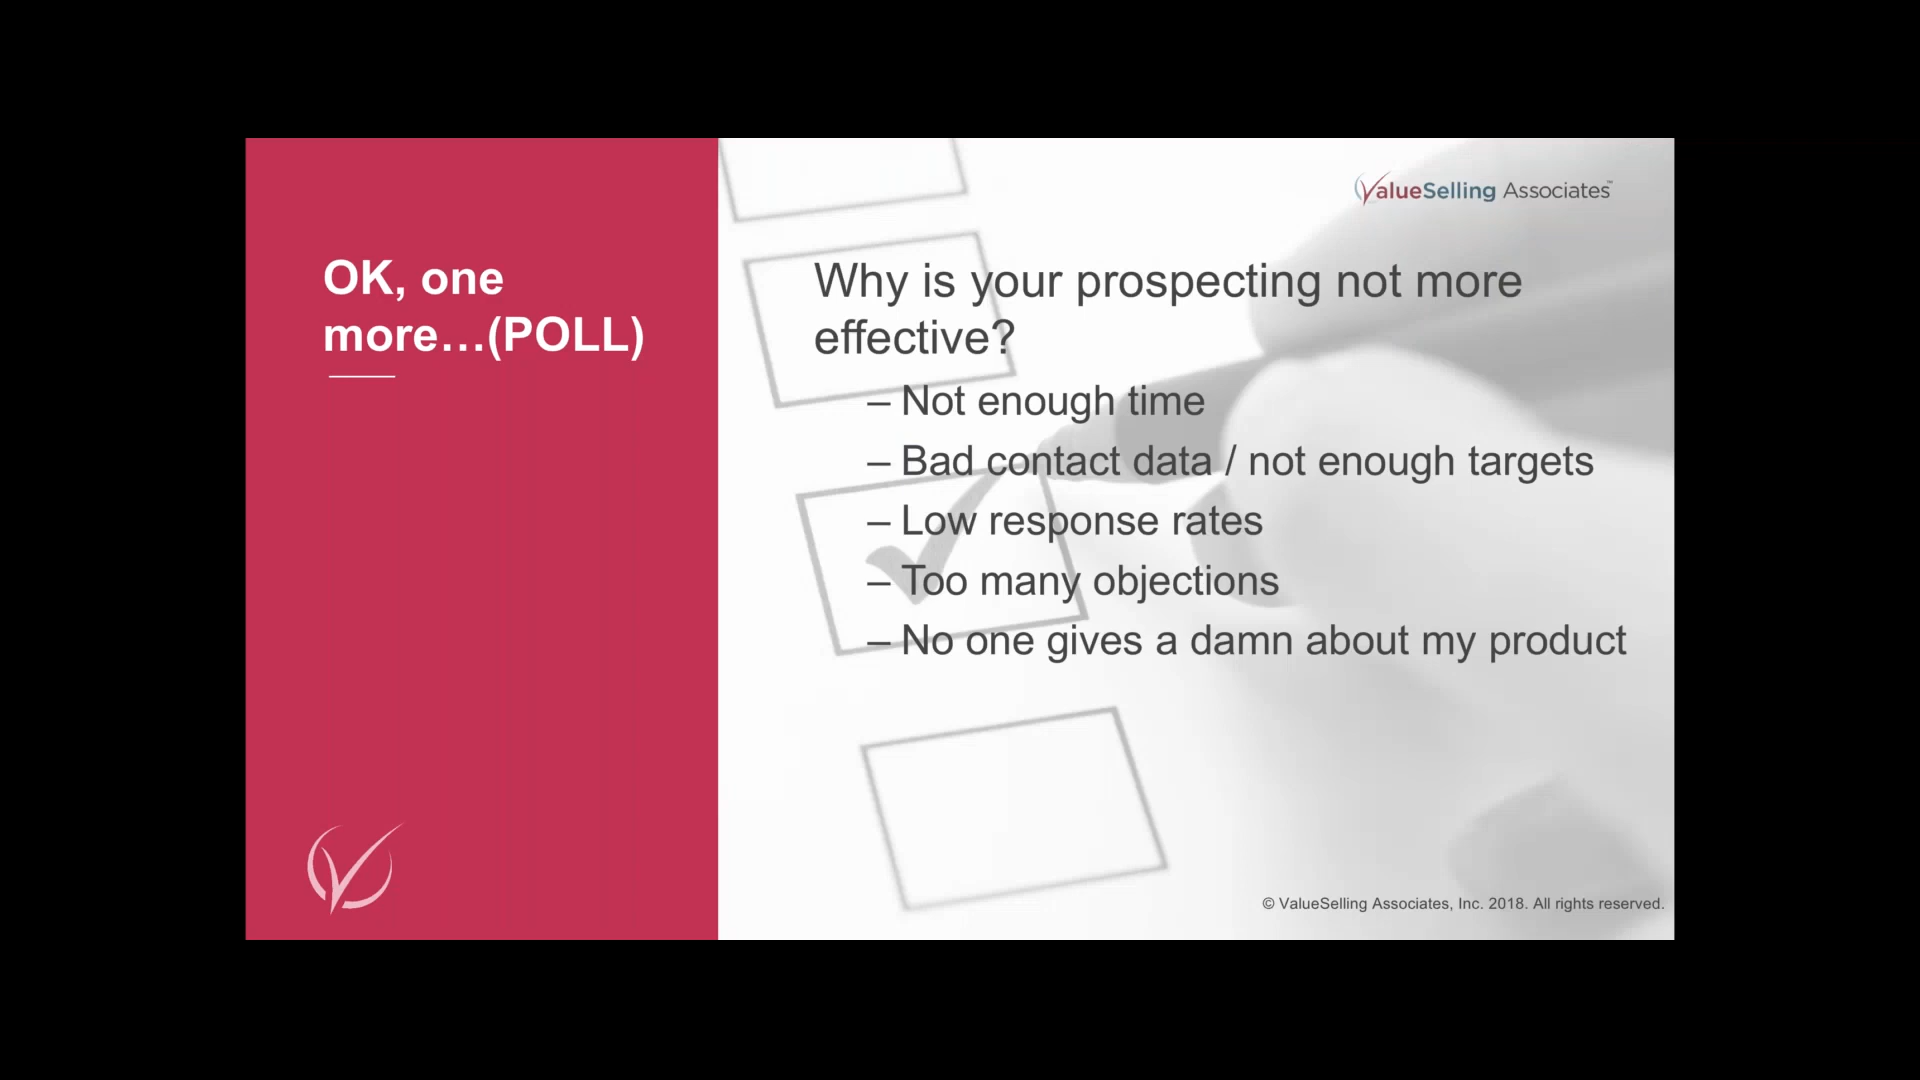 OK, one
more…(POLL)
ValueSelling Associates™
Why is your prospecting not more
effective?
– Not enough time
– Bad contact data / not enough targets
– Low response rates
– Too many objections
– No one gives a damn about my product
© ValueSelling Associates, Inc. 2018. All rights reserved.